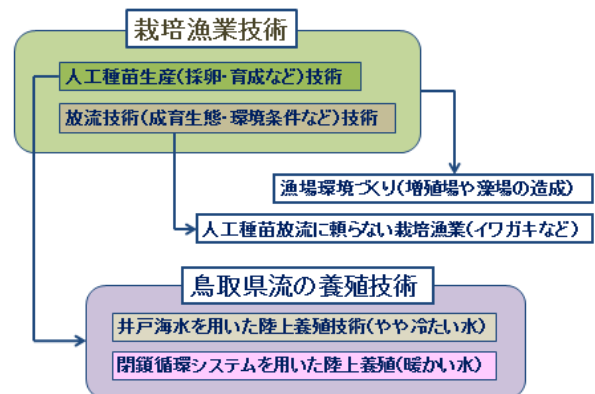 栽培漁業技術
人工種苗生産(採卵・育成など)技術
放流技術(成育生態・環境条件など)技術
漁場環境づくり(増殖場や藻場の造成)
人工種苗放流に頼らない栽培漁業(イワガキなど)
鳥取県流の養殖技術
井戸海水を用いた陸上養殖技術(やや冷たい水)
閉鎖循環システムを用いた陸上養殖(暖かい水)